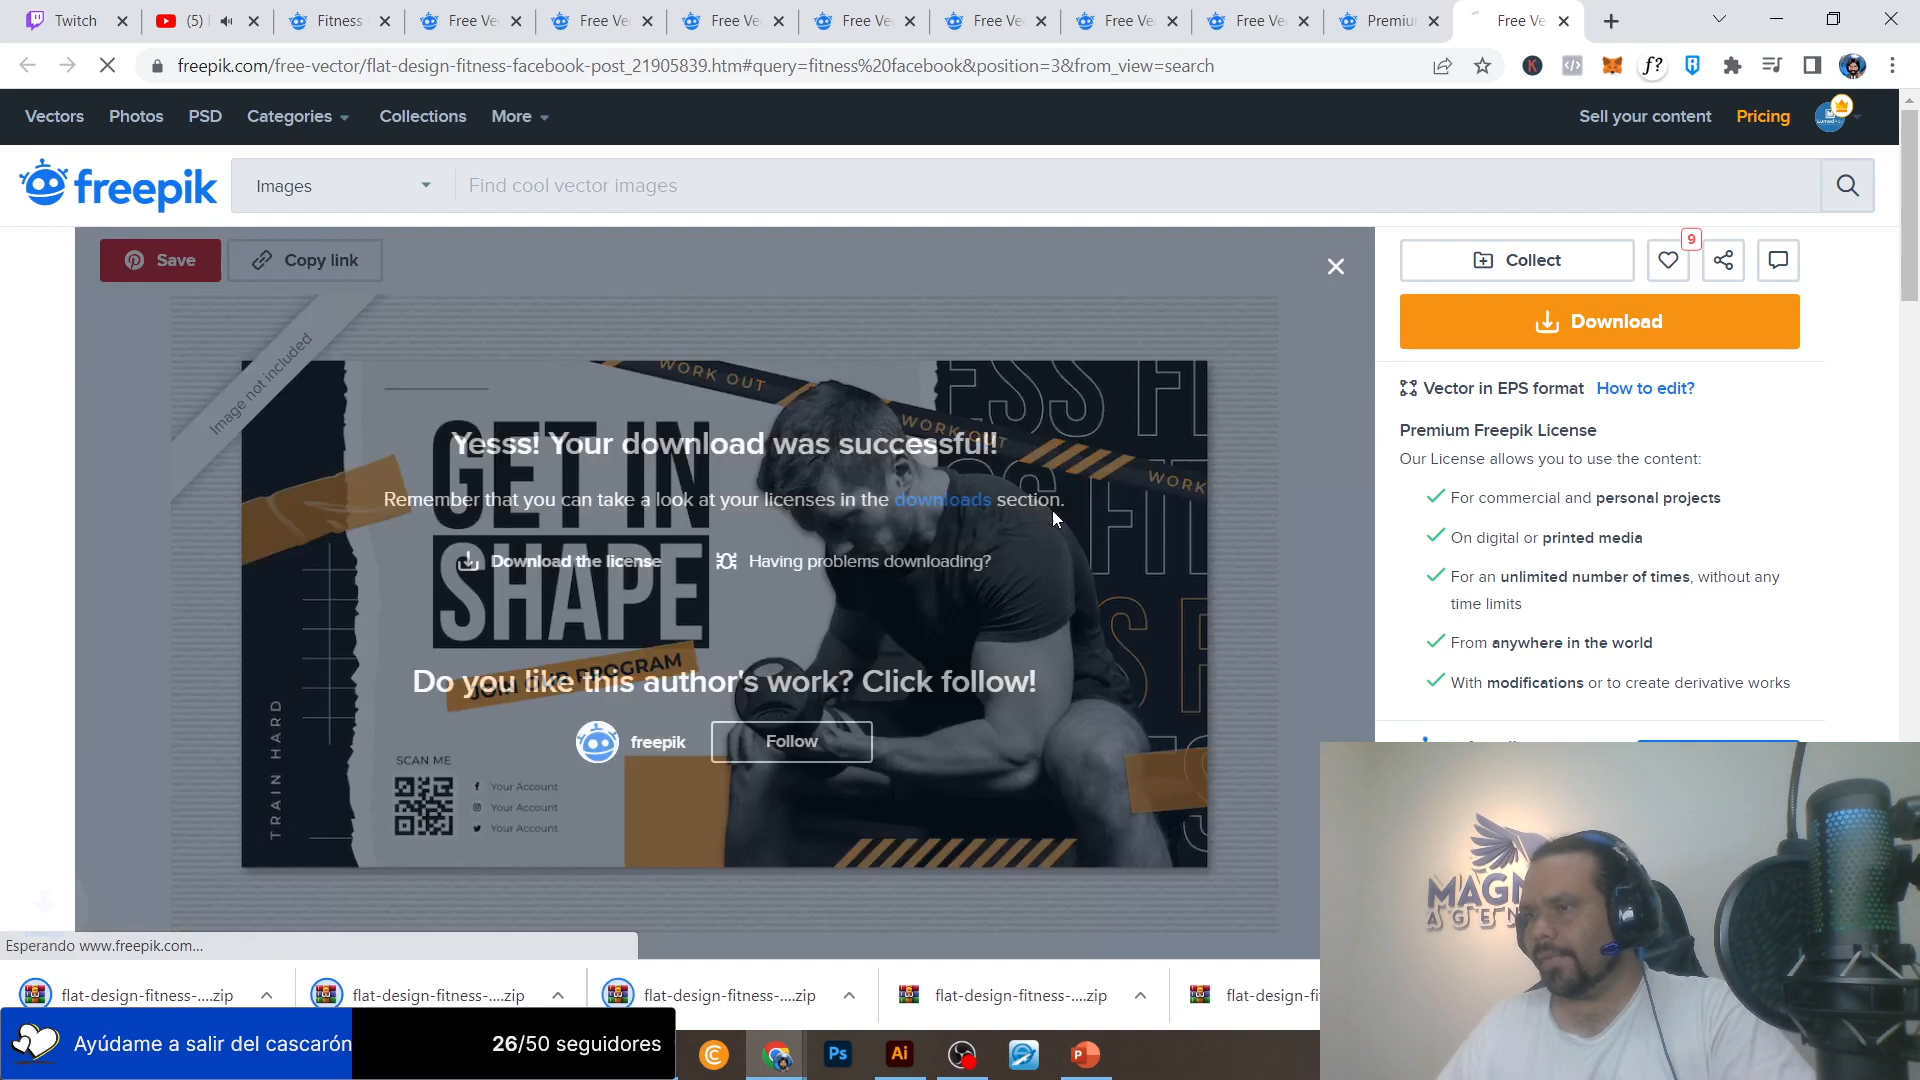 Twitch
(5)
Fitness
Free Ve
Free Ve
Free Ve
Free Ve
Free Ve
Free Ve
Free Ve
Premiu
Free Ve
freepik.com/free-vector/flat-design-fitness-facebook-post_21905839.htm#query=fitness%20facebook&position=3&from_view=search
Vectors Photos PSD Categories Collections More
Sell your content Pricing
freepik Images Find cool vector images
Save Copy link
Image not included
WORK OUT
WORK OUT
WORK
ESS FI
GET IN
SHAPE
JOIN OUR PROGRAM
TRAIN HARD
SCAN ME
Your Account
Your Account
Your Account
Yesss! Your download was successful!
Remember that you can take a look at your licenses in the downloads section.
Download the license Having problems downloading?
Do you like this author's work? Click follow!
freepik Follow
9
Collect
Download
Vector in EPS format How to edit?
Premium Freepik License
Our License allows you to use the content:
For commercial and personal projects
On digital or printed media
For an unlimited number of times, without any
time limits
From anywhere in the world
With modifications or to create derivative works
Esperando www.freepik.com...
flat-design-fitness-....zip
flat-design-fitness-....zip
flat-design-fitness-....zip
flat-design-fitness-....zip
flat-design-fi
Ayúdame a salir del cascarón
26/50 seguidores
Ps
Ai
P